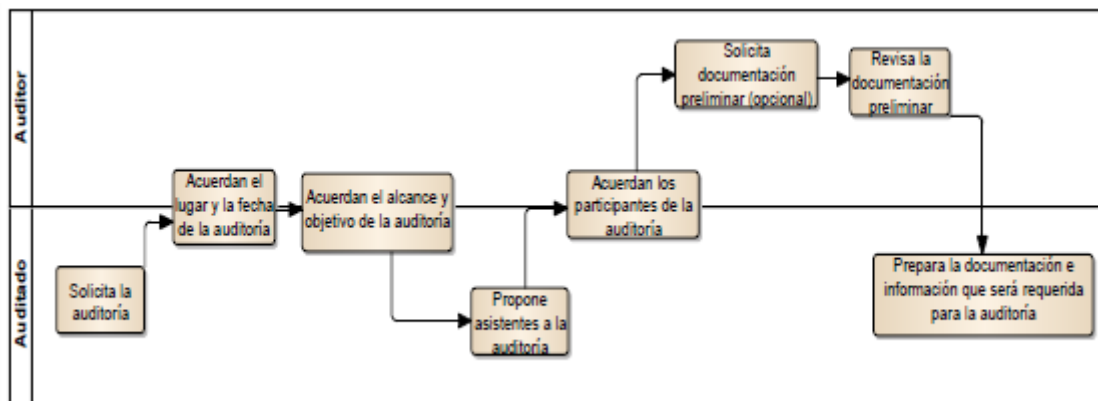 Auditor
Solicita
documentación
preliminar (opcional)
Revisa la
documentación
preliminar
Acuerdan el
lugar y la fecha
de la auditoría
Acuerdan el alcance y
objetivo de la auditoría
Acuerdan los
participantes de la
auditoría
Auditado
Solicita la
auditoría
Propone
asistentes a la
auditoría
Prepara la documentación e
información que será requerida
para la auditoría